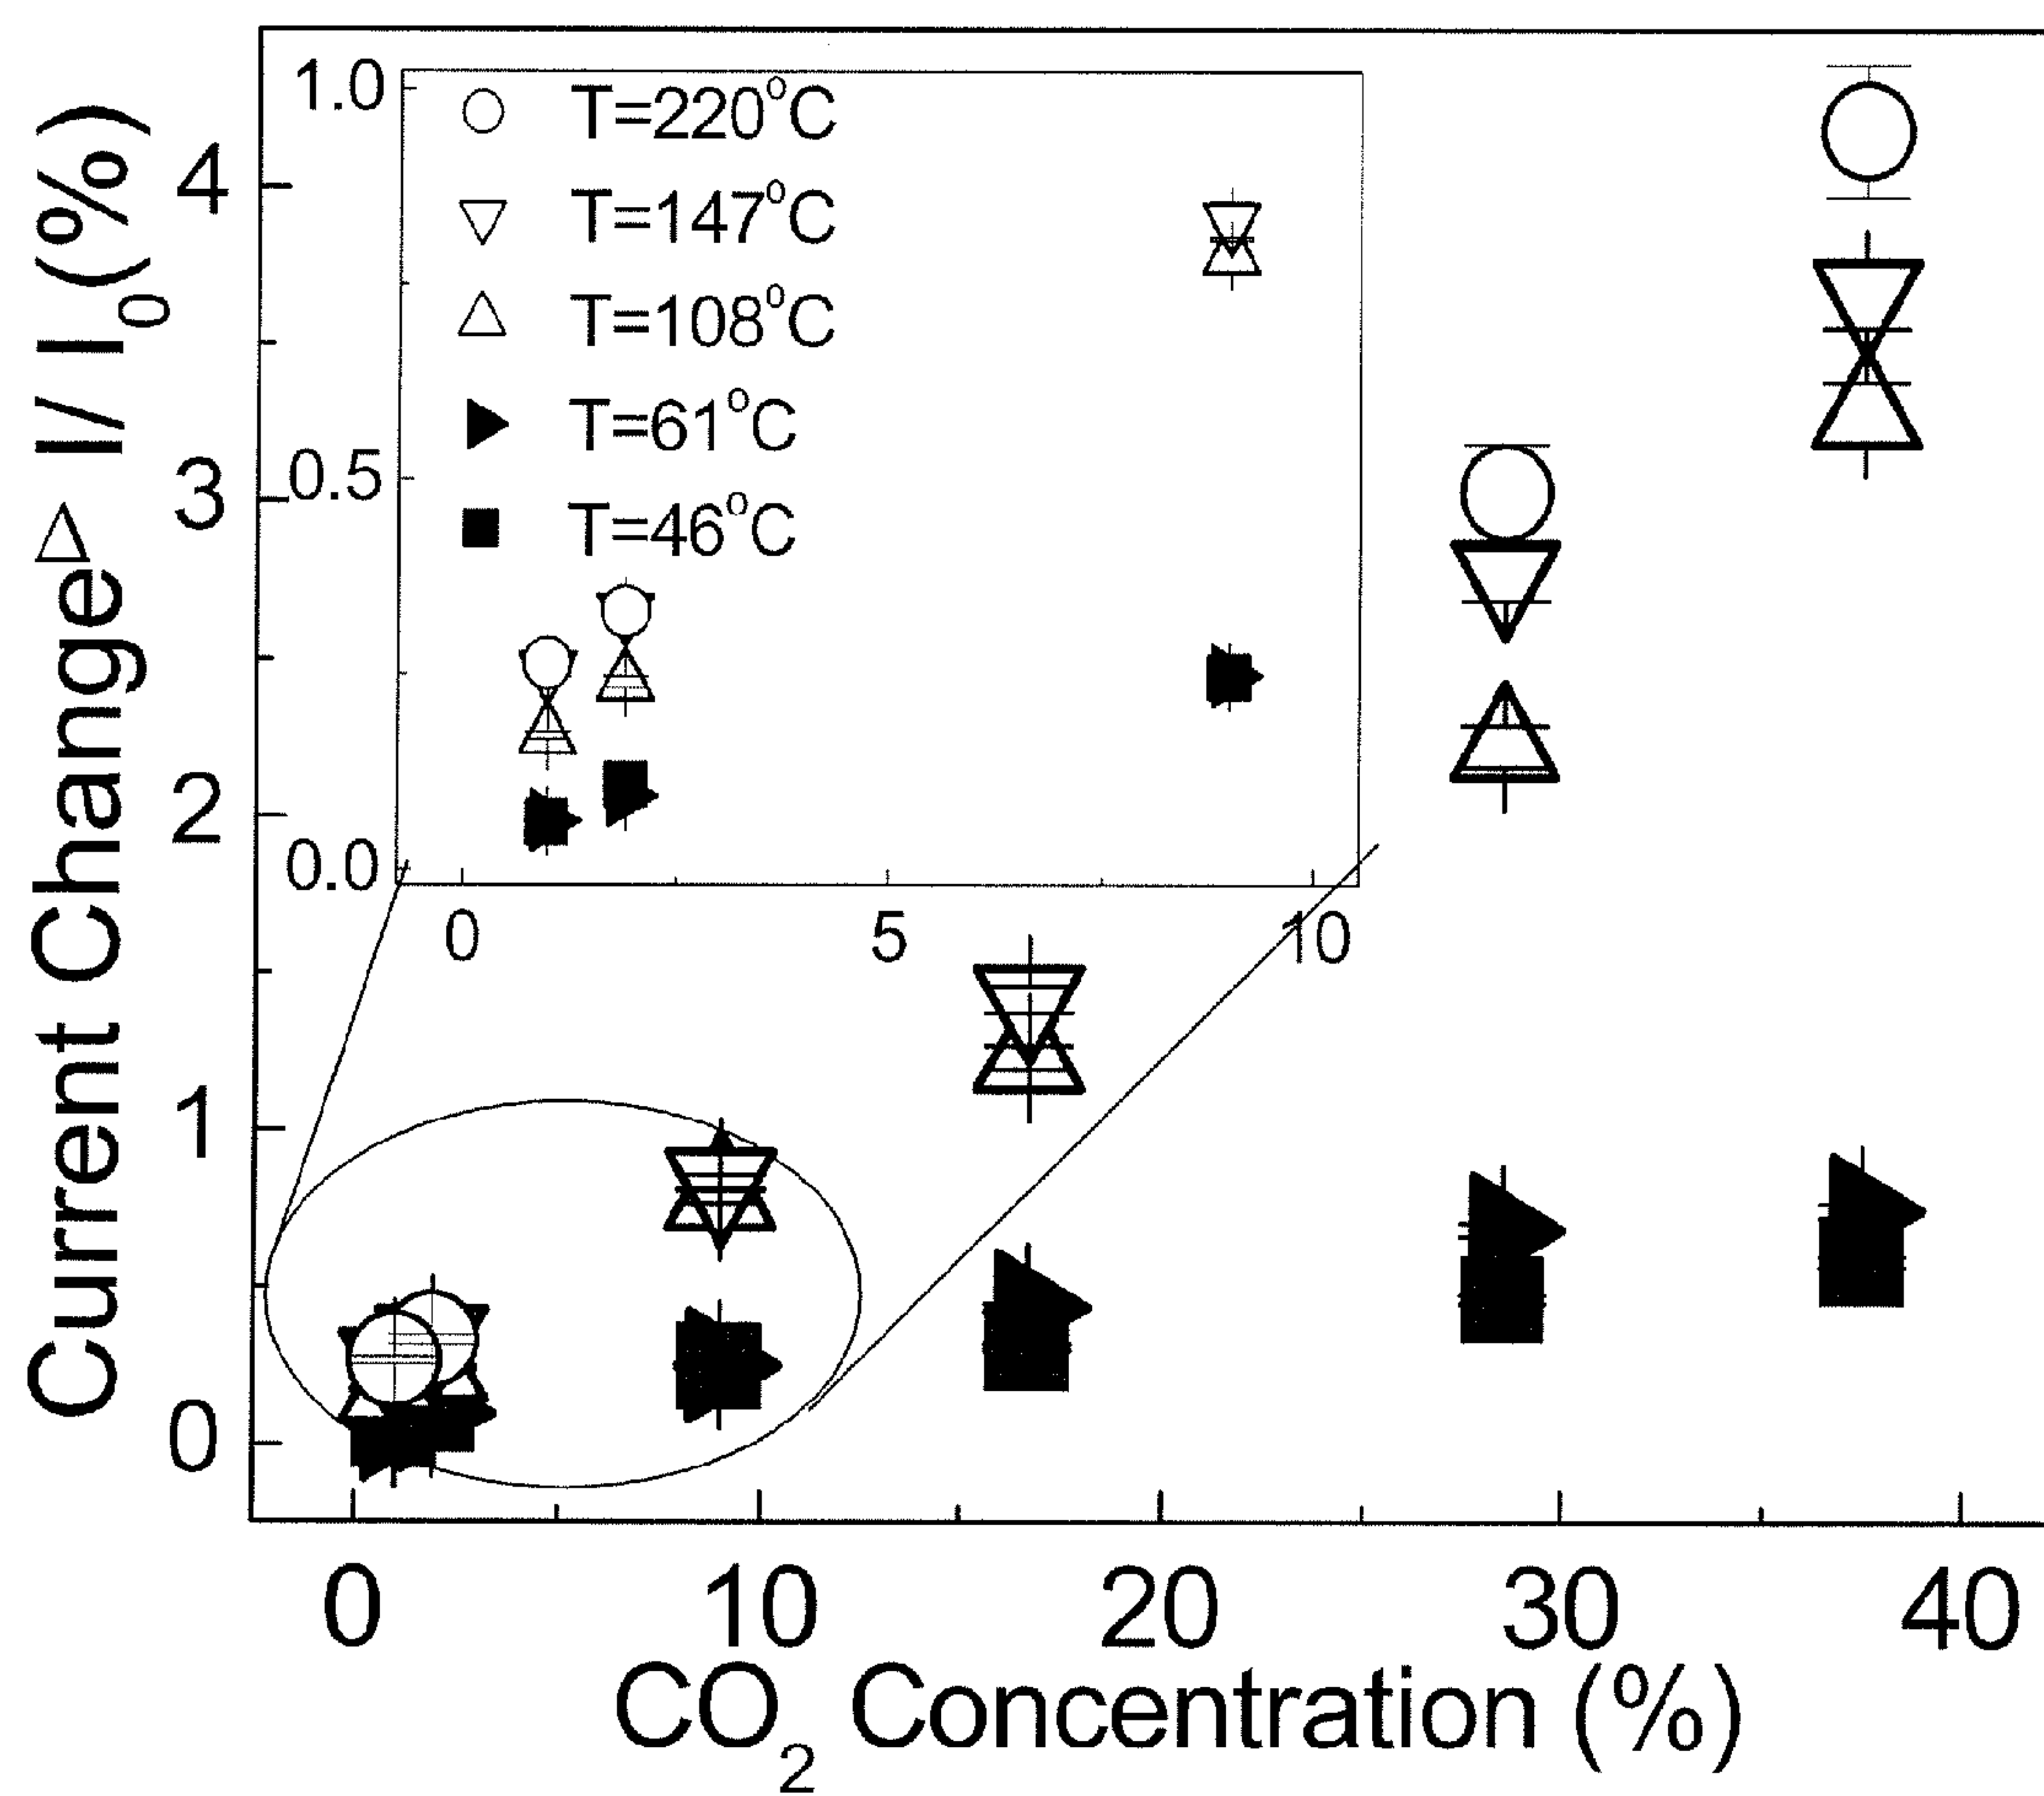 Current Change △ I/ I0 (%)
4
3
2
1
0
1.0
0.5
0.0
T=220°C
T=147°C
T=108°C
T=61°C
T=46°C
0 5 10
0 10 20 30 40
CO2 Concentration (%)